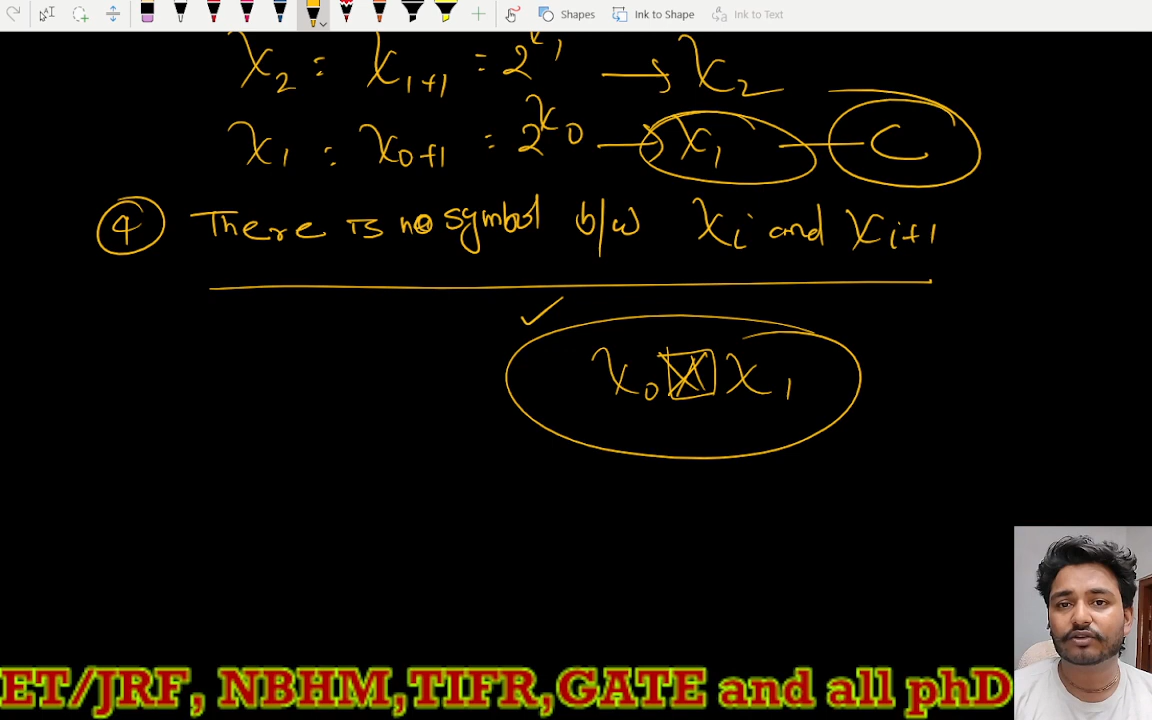 Shapes Ink to Shape Ink to Text
X₂ : X₁₊₁ : 2^X₁ → X₂
X₁ : X₀₊₁ : 2^X₀ → X₁ — C
④ There is no symbol b/w Xᵢ and Xᵢ₊₁
✓
X₀ ☒ X₁
ET/JRF, NBHM,TIFR,GATE and all phD